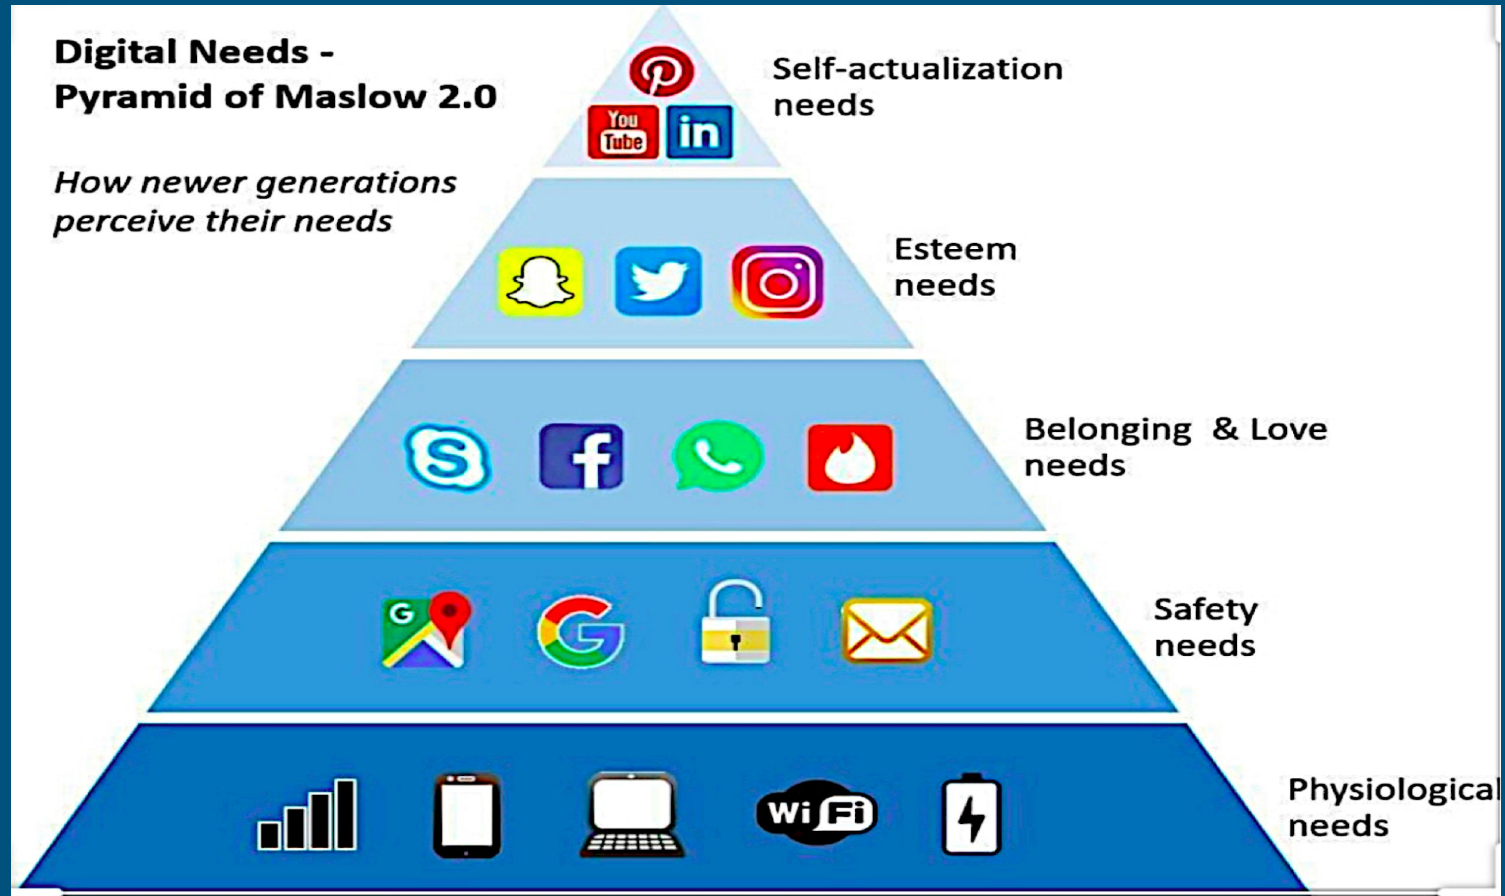 Digital Needs -
Pyramid of Maslow 2.0
How newer generations
perceive their needs
Self-actualization
needs
You
Tube
in
Esteem
needs
Belonging & Love
needs
S
f
Safety
needs
G
G
Physiological
needs
Wi Fi